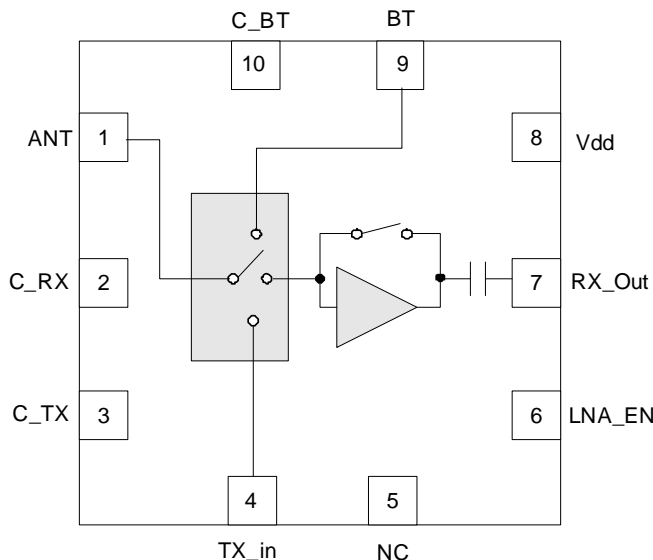 C_BT BT
10 9
ANT 1 8 Vdd
C_RX 2 7 RX_Out
C_TX 3 6 LNA_EN
4 5
TX_in NC